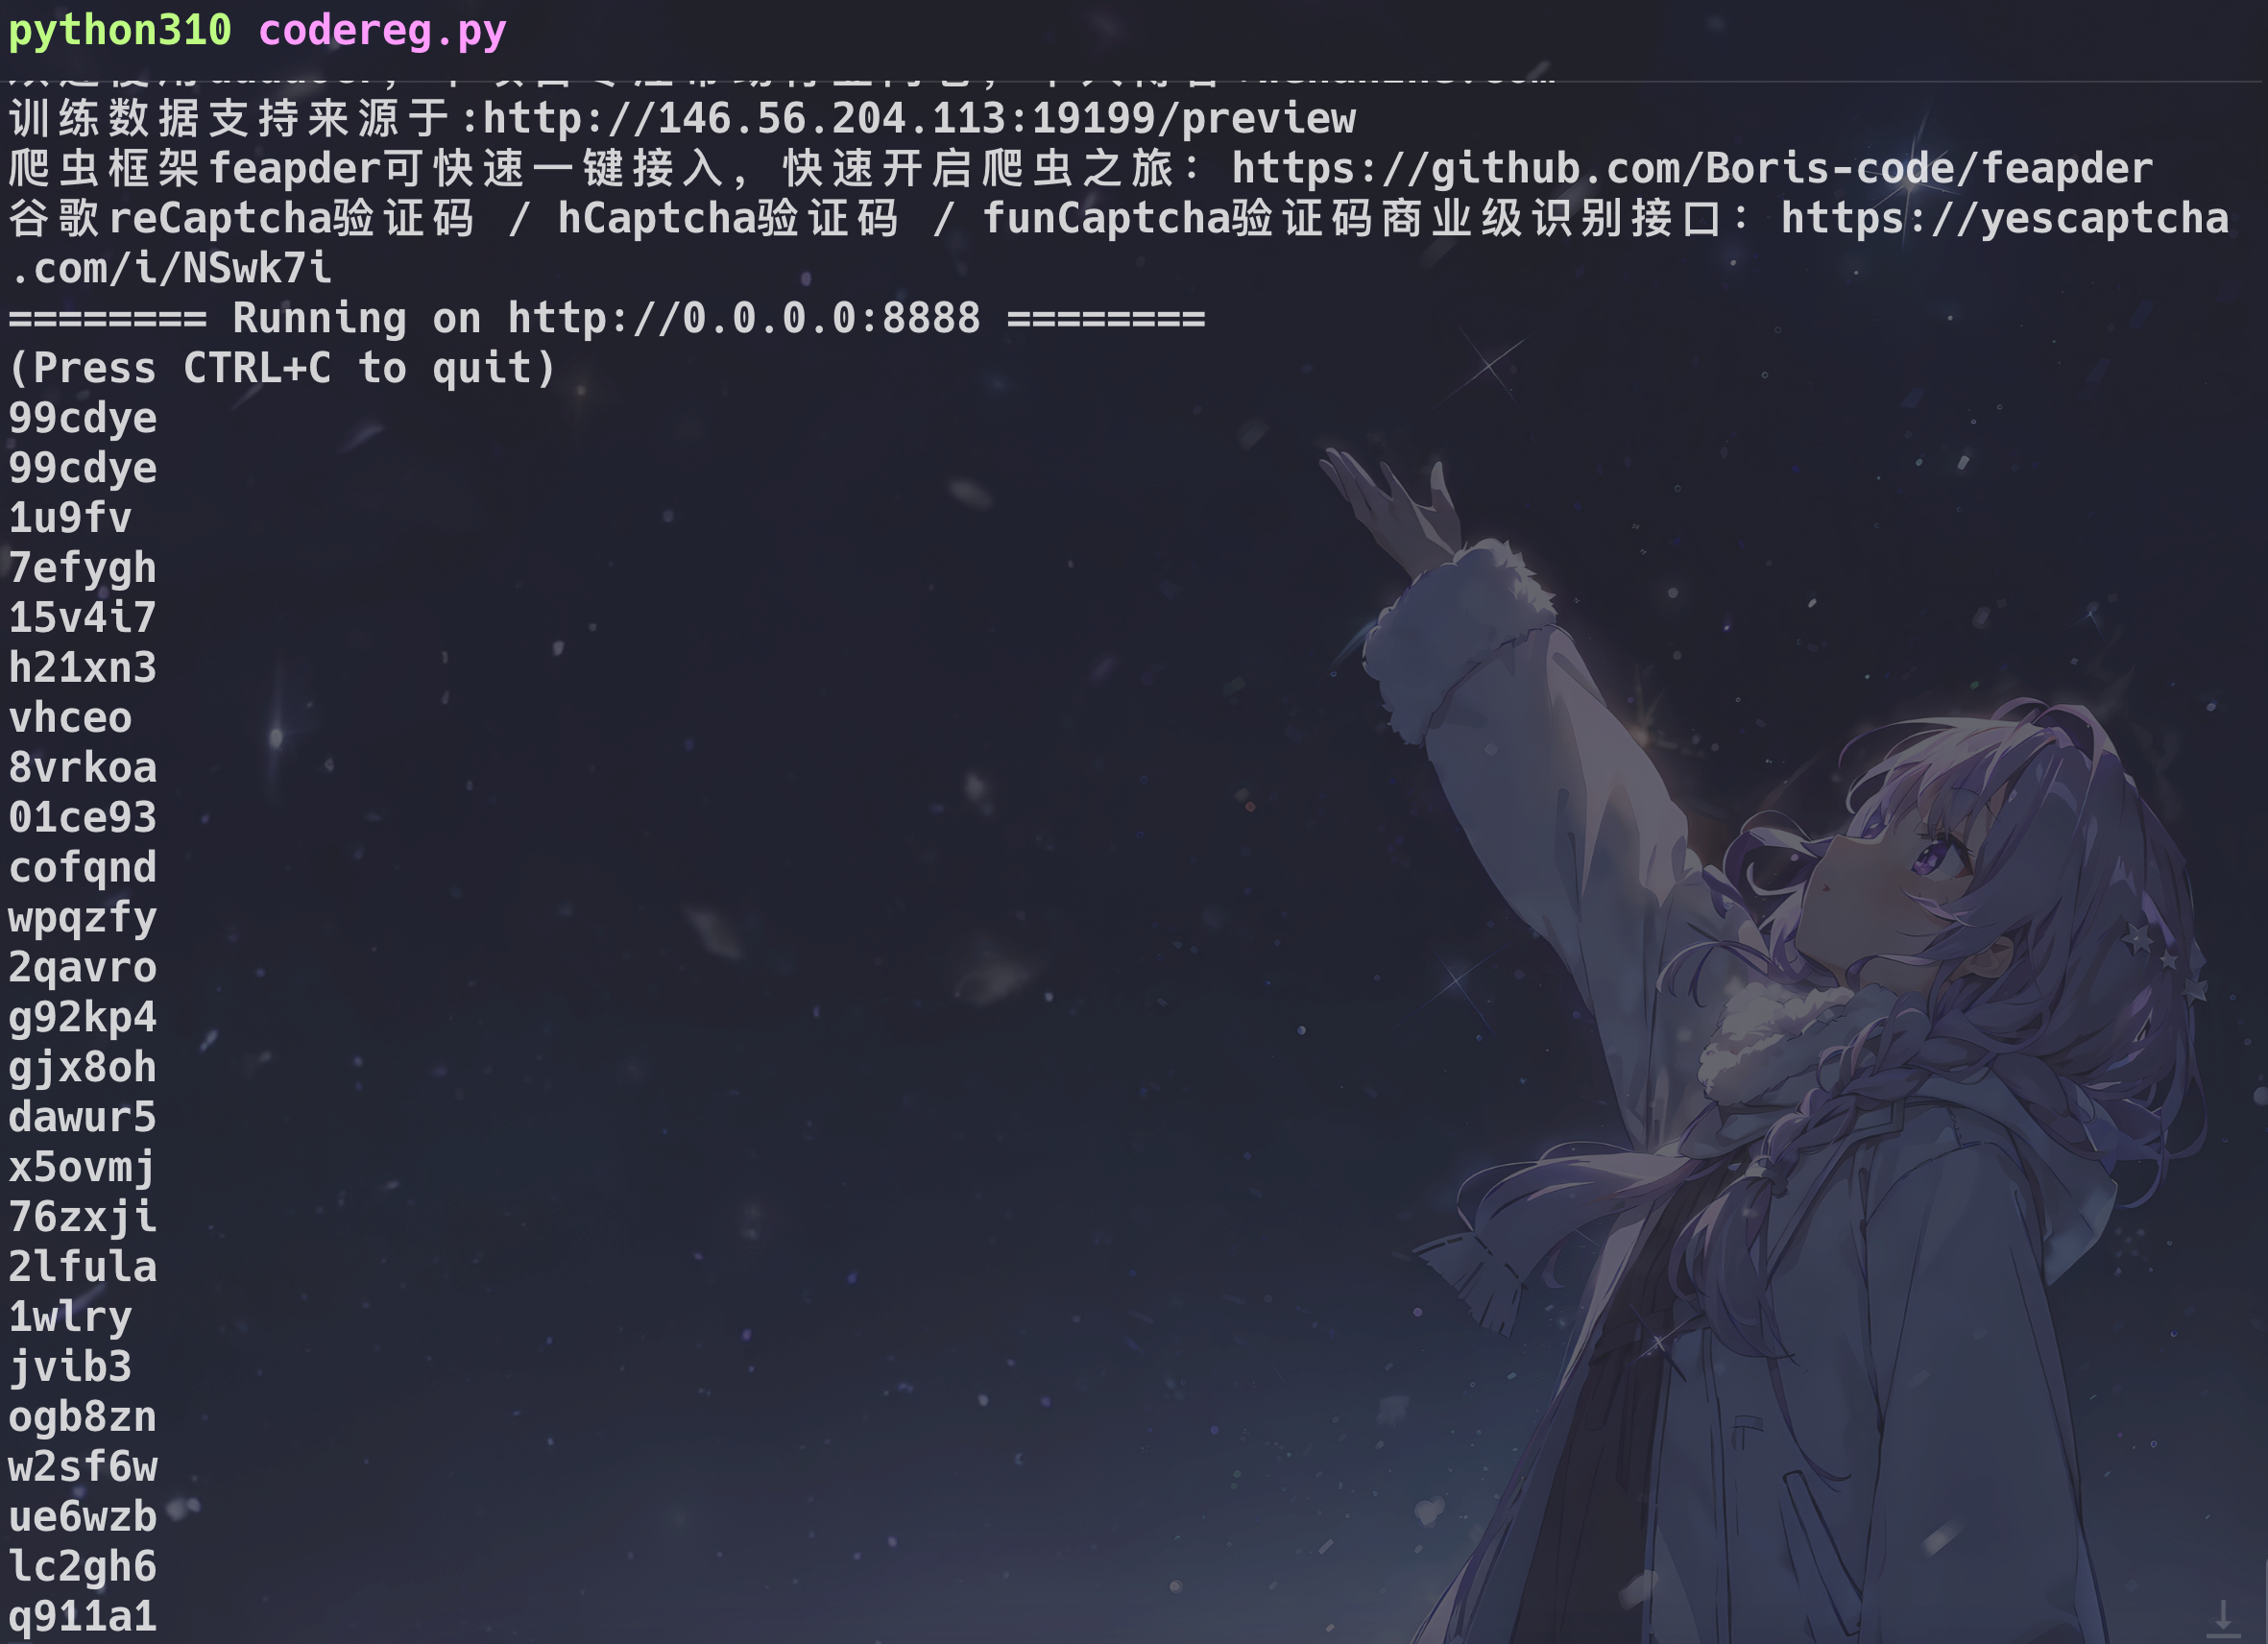 python310 codereg.py
训练数据支持来源于:http://146.56.204.113:19199/preview
爬虫框架feapder可快速一键接入，快速开启爬虫之旅：https://github.com/Boris-code/feapder
谷歌reCaptcha验证码 / hCaptcha验证码 / funCaptcha验证码商业级识别接口：https://yescaptcha
.com/i/NSwk7i
======== Running on http://0.0.0.0:8888 ========
(Press CTRL+C to quit)
99cdye
99cdye
1u9fv
7efygh
15v4i7
h21xn3
vhceo
8vrkoa
01ce93
cofqnd
wpqzfy
2qavro
g92kp4
gjx8oh
dawur5
x5ovmj
76zxji
2lfula
1wlry
jvib3
ogb8zn
w2sf6w
ue6wzb
lc2gh6
q911a1